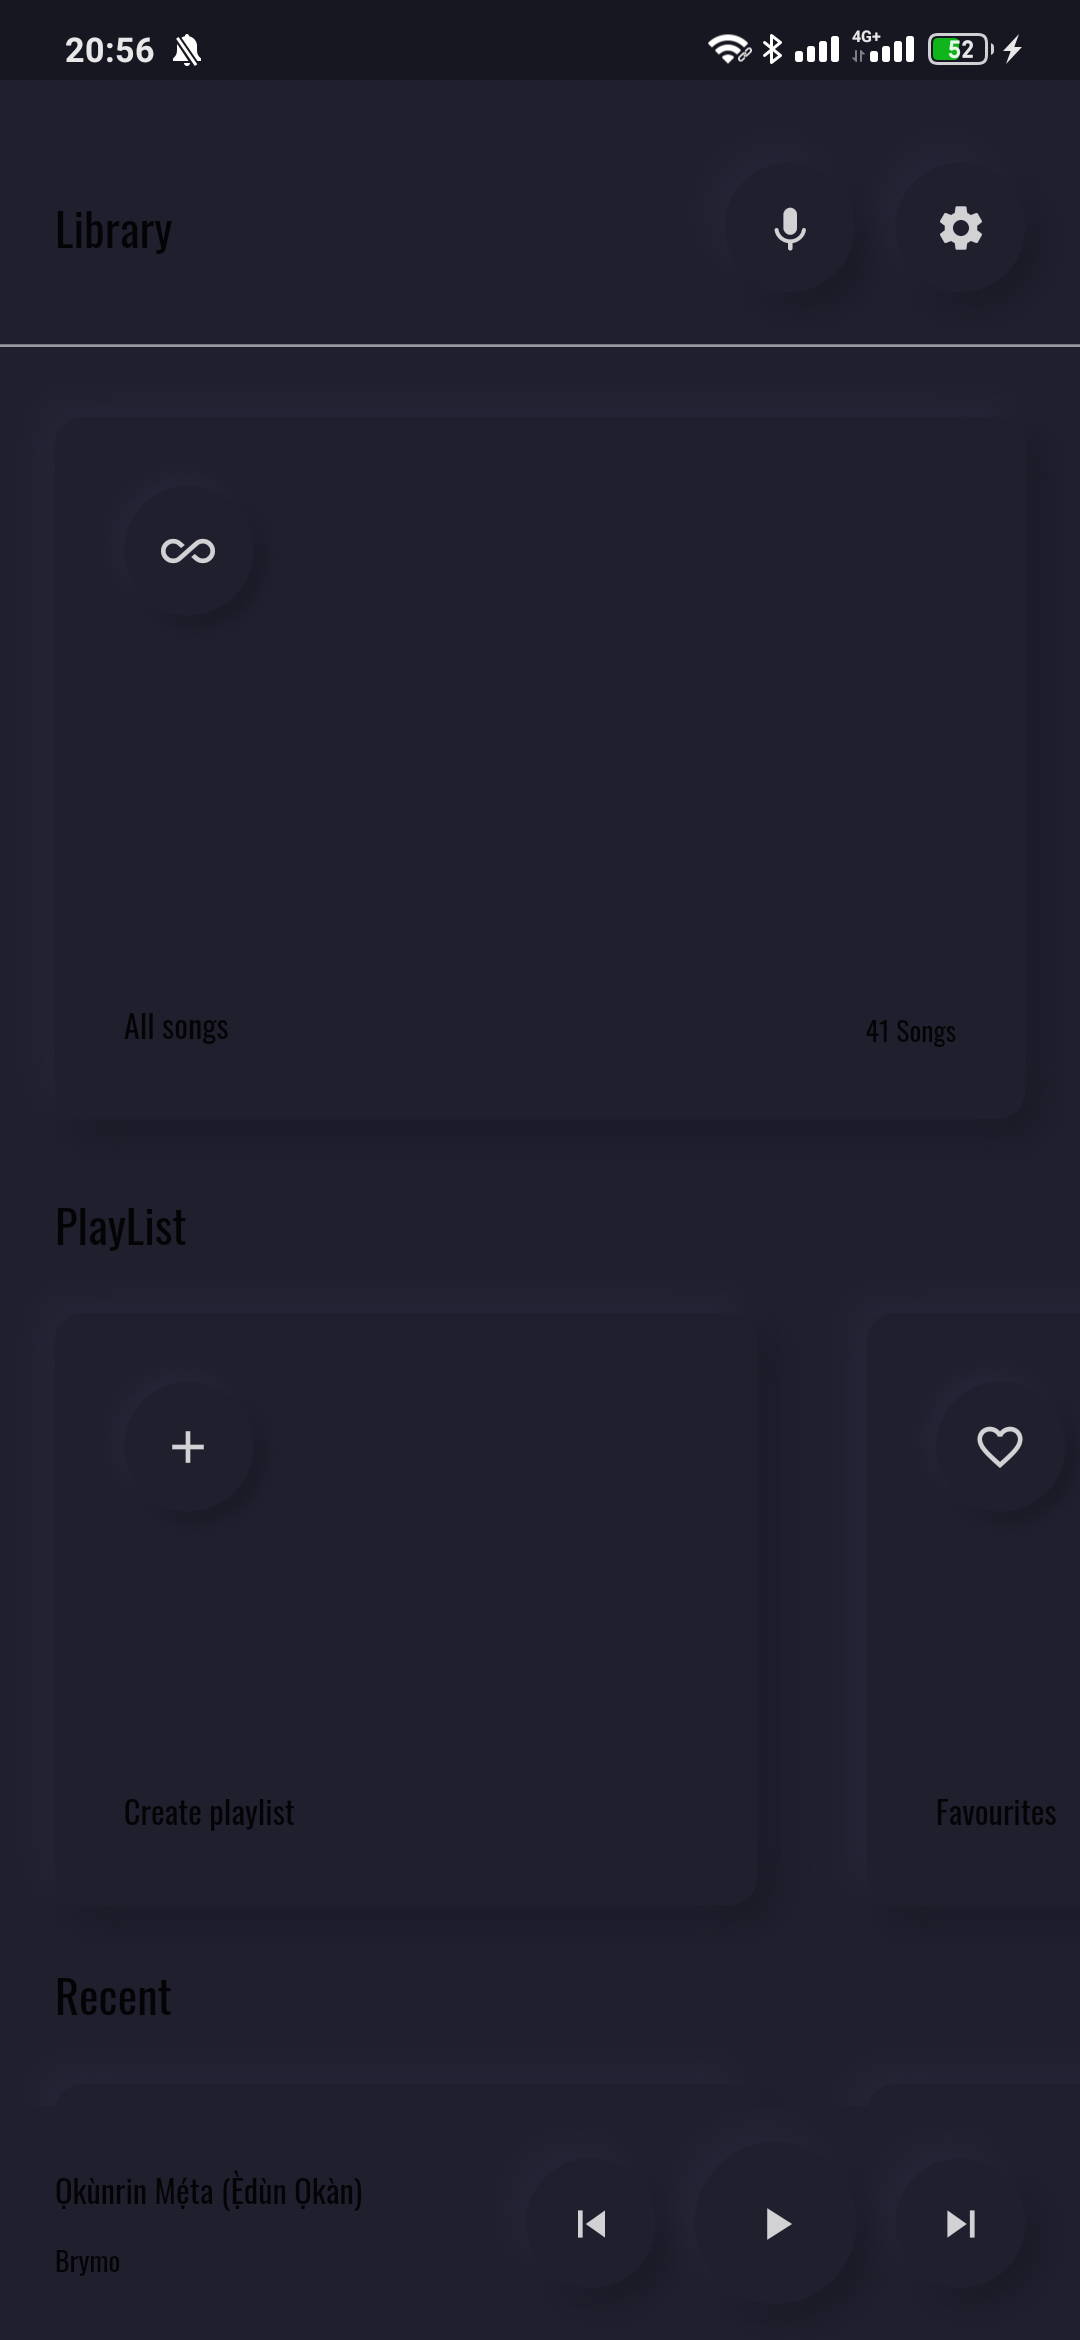 20:56
4G+
52
Library
All songs
41 Songs
PlayList
Create playlist
Favourites
Recent
Ọkùnrin Mẹ́ta (Ẹ̀dùn Ọkàn)
Brymo